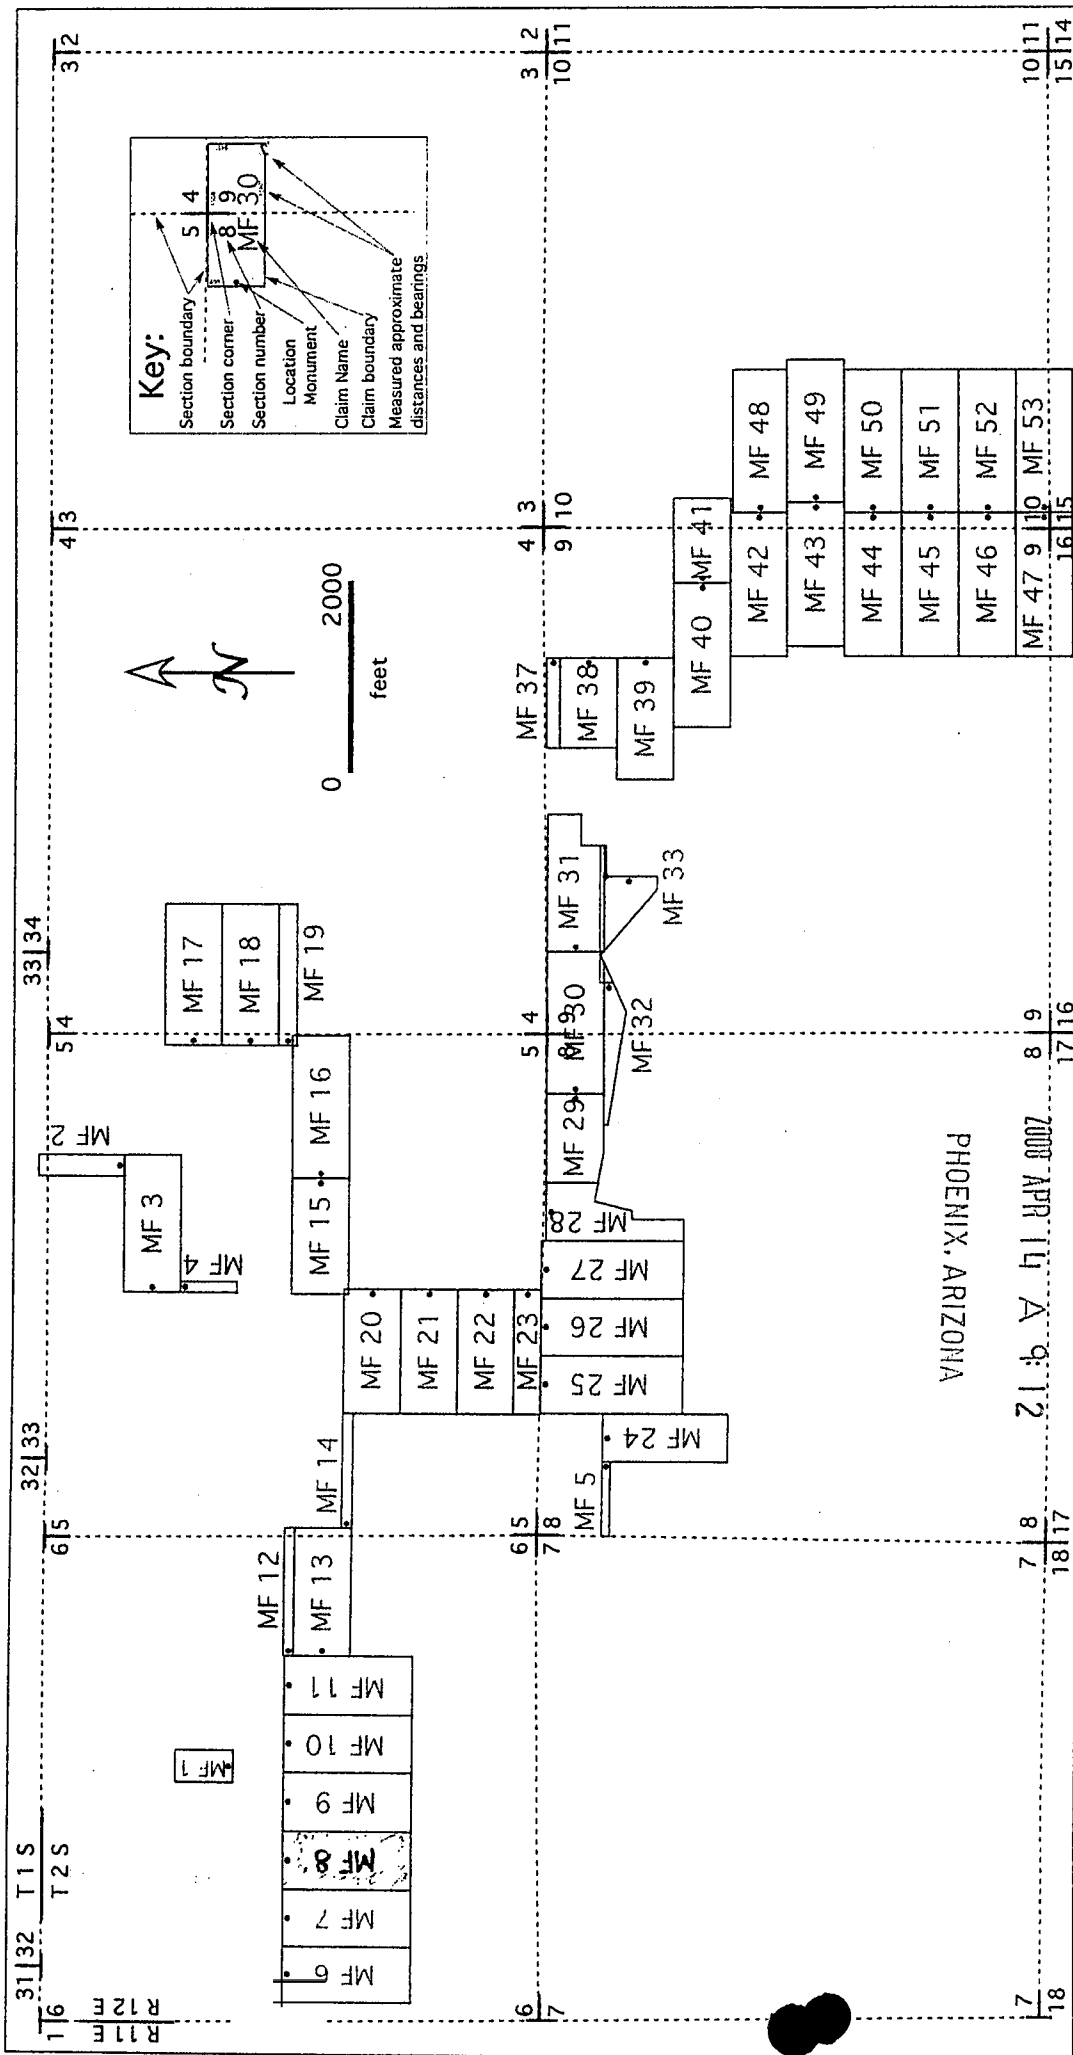 1 | 6
R11E | R12E
31 | 32
T 1 S
T 2 S
32 | 33
6 | 5
33 | 34
5 | 4
4 | 3
3 | 2
Key:
Section boundary
Section corner
Section number
Location
Monument
Claim Name
Claim boundary
Measured approximate
distances and bearings
5 4
8 9
MF 30
N
0 2000
feet
MF 1
MF 2
MF 3
MF 4
MF 17
MF 18
MF 19
MF 6
MF 7
MF 8
MF 9
MF 10
MF 11
MF 12
MF 13
MF 14
MF 15
MF 16
MF 20
MF 21
MF 22
MF 23
6
7
6 5
7 8
5 4
8 9
4 3
9 10
3 2
10 11
MF 5
MF 24
MF 25
MF 26
MF 27
MF 28
MF 29
MF 30
MF 31
MF 32
MF 33
MF 37
MF 38
MF 39
MF 40
MF 41
MF 42
MF 48
MF 43
MF 49
MF 44
MF 50
MF 45
MF 51
MF 46
MF 52
MF 47
MF 53
PHOENIX, ARIZONA
2008 APR 14 A 9: 12
7
18
7 8
18 17
8 9
17 16
9 10
16 15
10 11
15 14